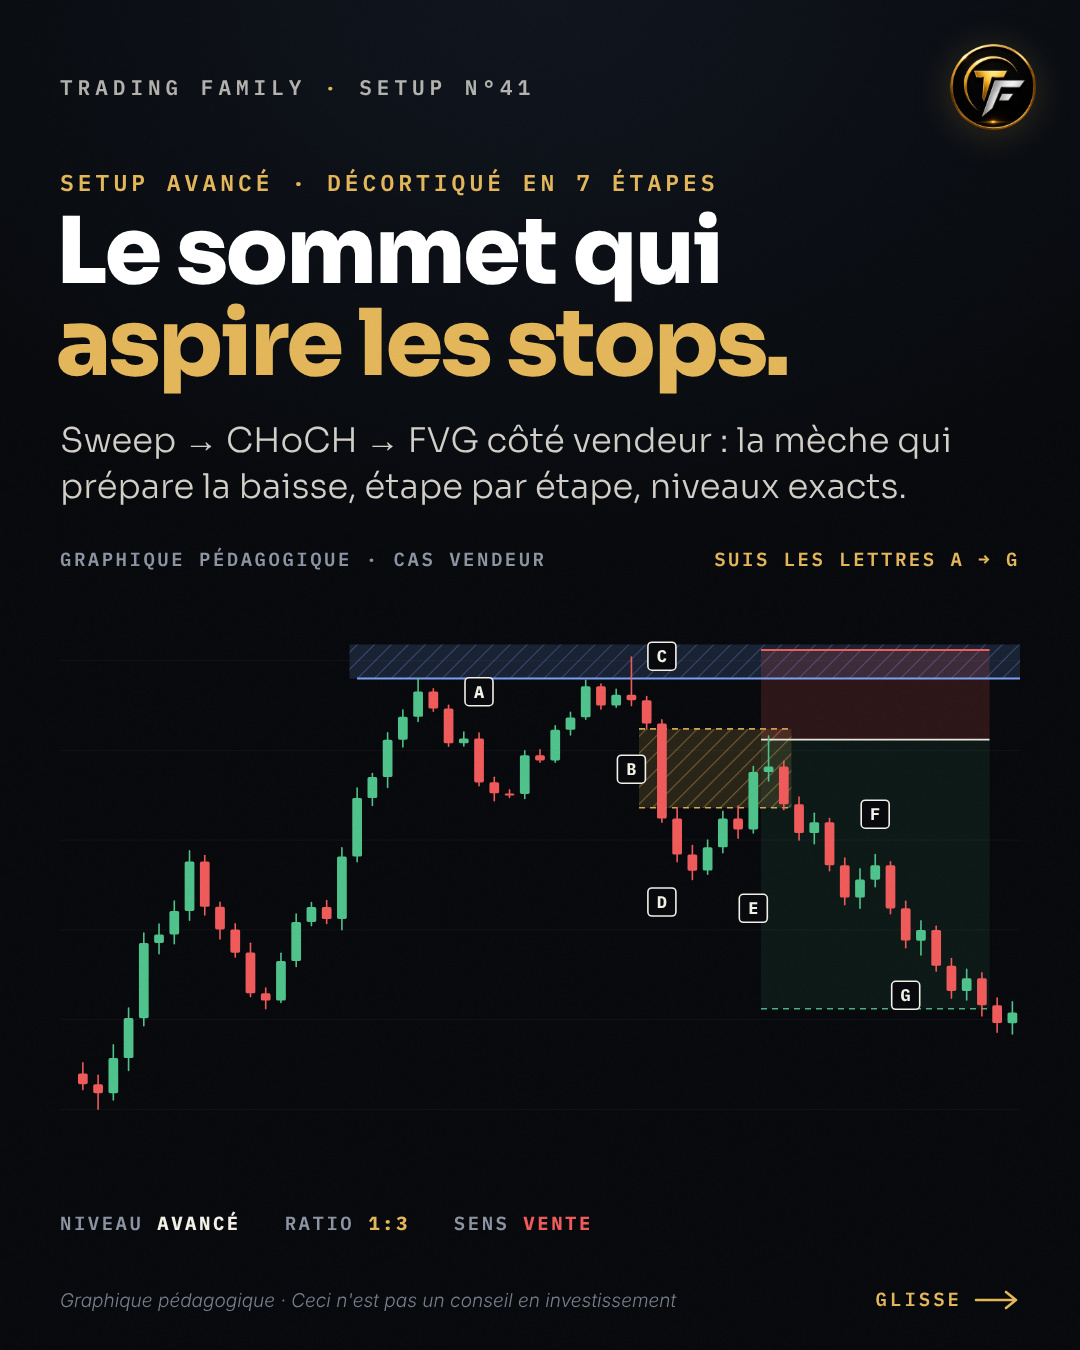 TRADING FAMILY · SETUP N°41
TF
SETUP AVANCÉ · DÉCORTIQUÉ EN 7 ÉTAPES
Le sommet qui
aspire les stops.
Sweep → CHoCH → FVG côté vendeur : la mèche qui
prépare la baisse, étape par étape, niveaux exacts.
GRAPHIQUE PÉDAGOGIQUE · CAS VENDEUR
SUIS LES LETTRES A → G
C
A
B
F
D
E
G
NIVEAU AVANCÉ RATIO 1:3 SENS VENTE
Graphique pédagogique · Ceci n'est pas un conseil en investissement
GLISSE →